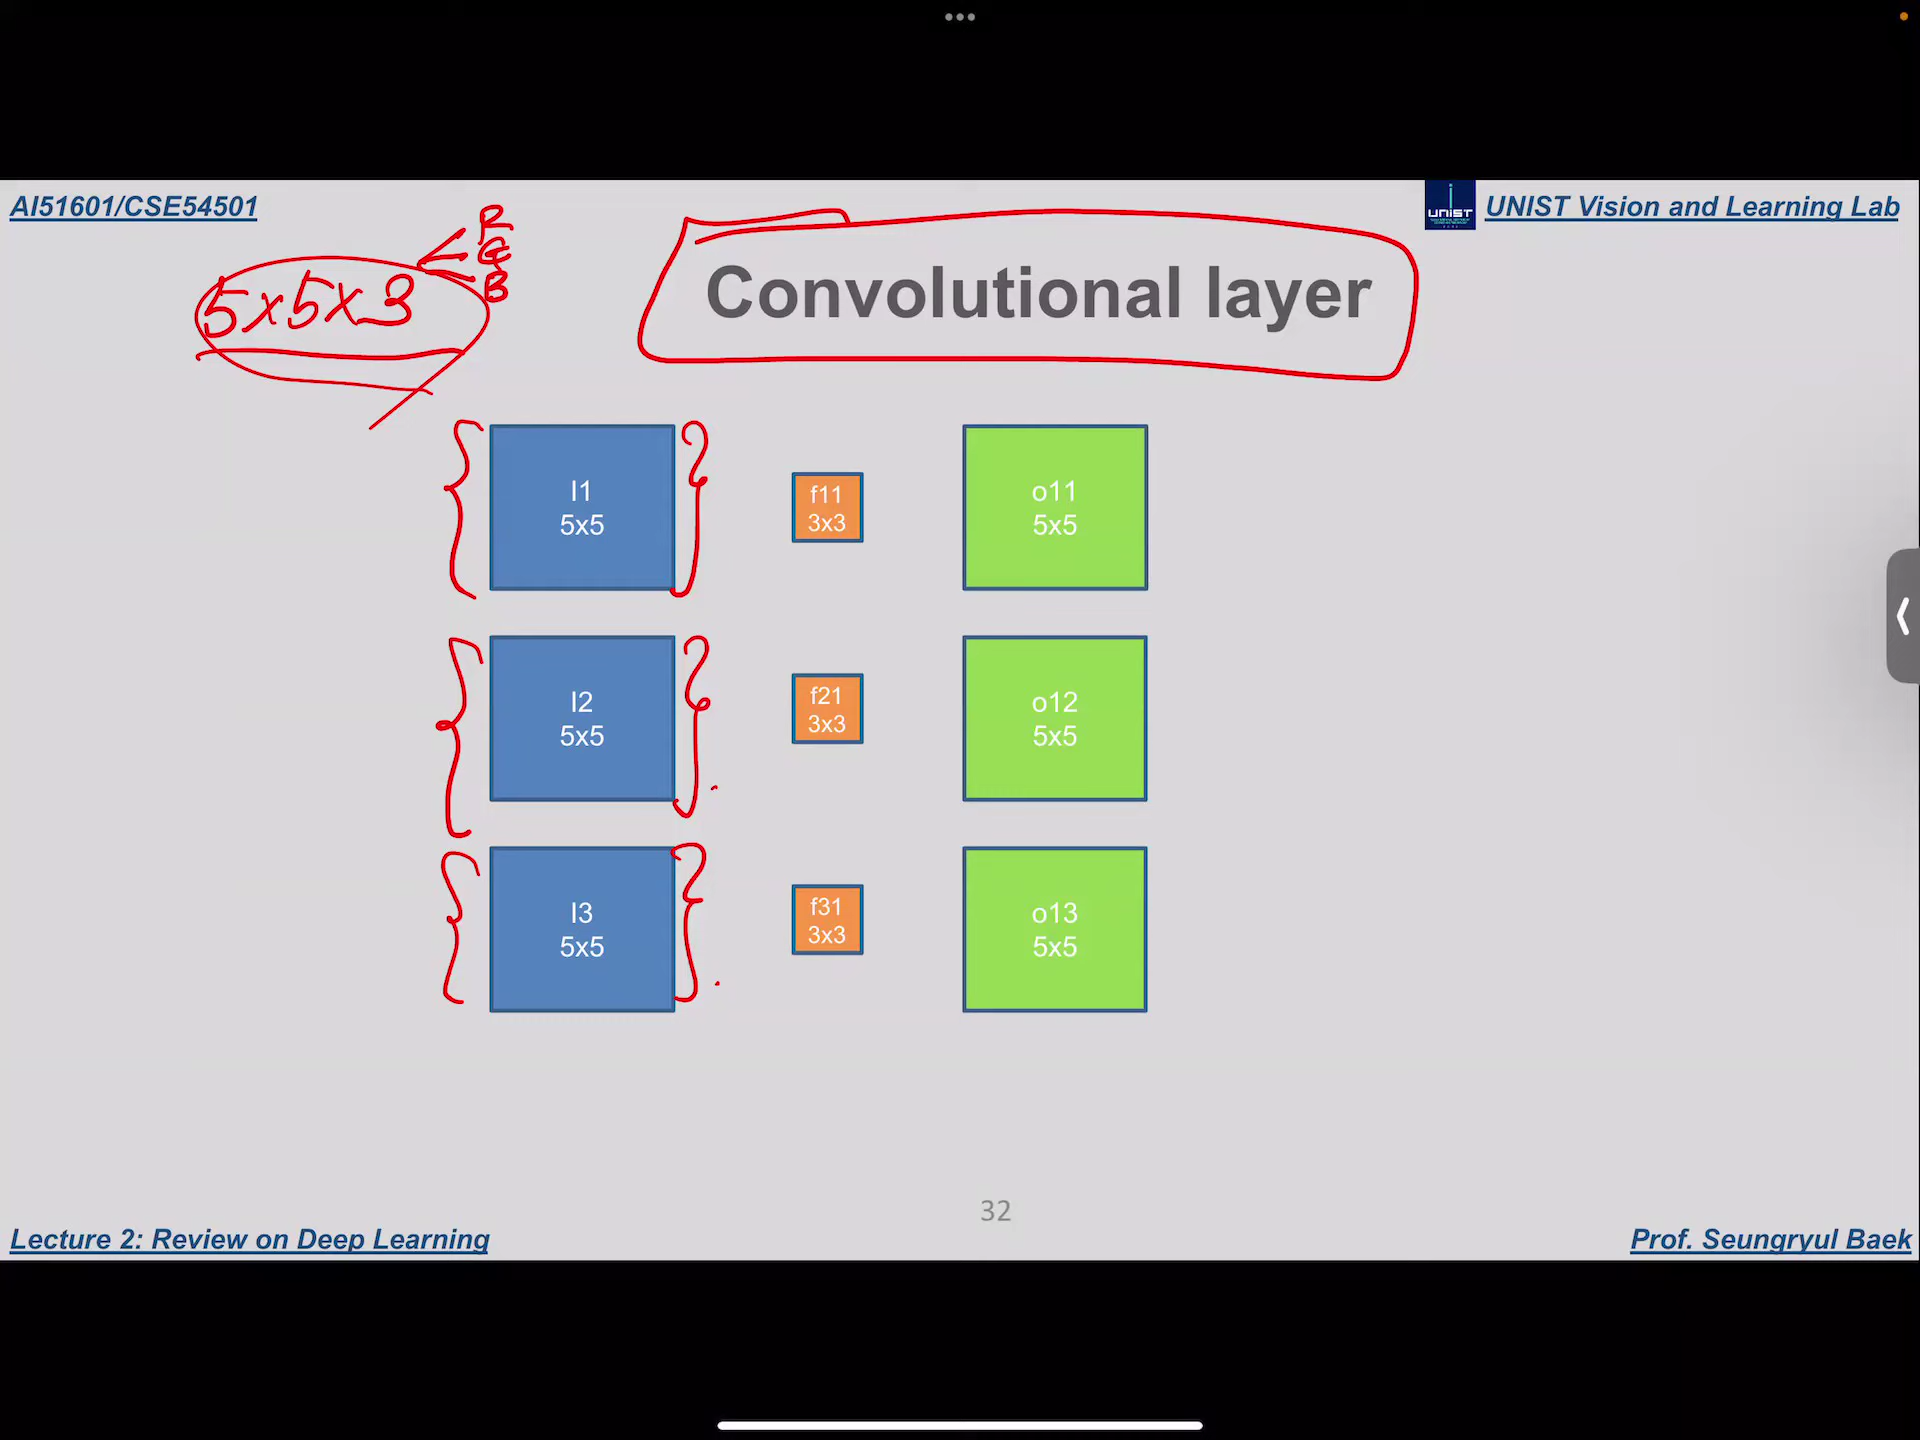 AI51601/CSE54501
UNIST
UNIST Vision and Learning Lab
R
G
B
5x5x3
Convolutional layer
I1
5x5
f11
3x3
o11
5x5
I2
5x5
f21
3x3
o12
5x5
I3
5x5
f31
3x3
o13
5x5
32
Lecture 2: Review on Deep Learning
Prof. Seungryul Baek